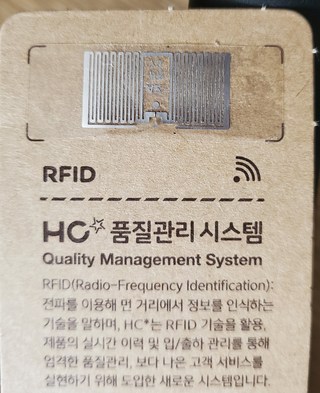 RFID
HC☆ 품질관리 시스템
Quality Management System
RFID(Radio-Frequency Identification):
전파를 이용해 먼 거리에서 정보를 인식하는
기술을 말하며, HC*는 RFID 기술을 활용,
제품의 실시간 이력 및 입/출하 관리를 통해
엄격한 품질관리, 보다 나은 고객 서비스를
실현하기 위해 도입한 새로운 시스템입니다.